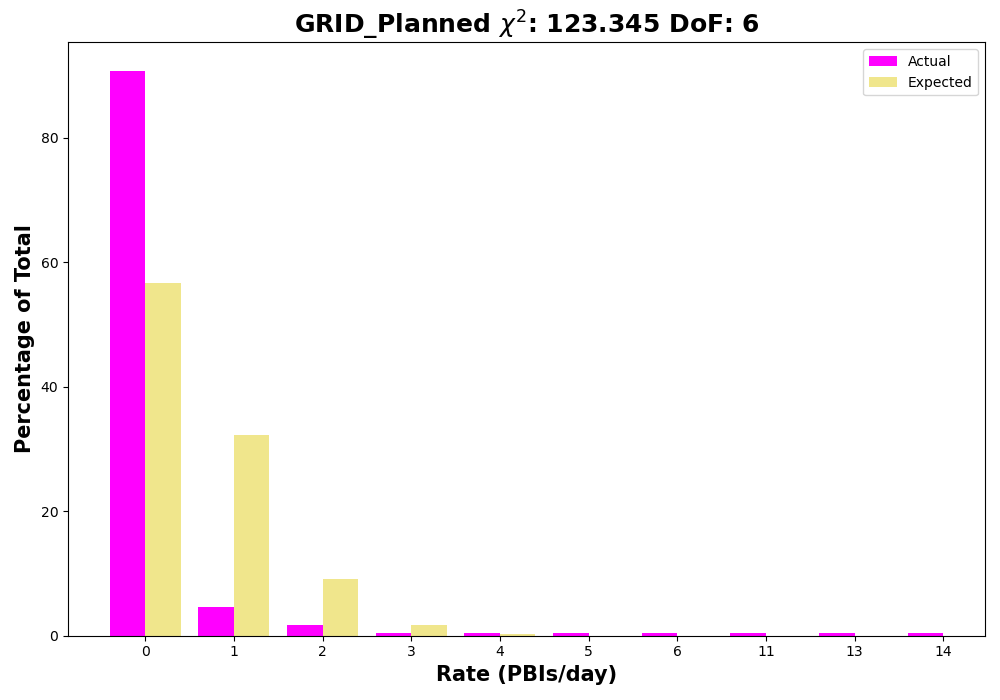 GRID_Planned χ²: 123.345 DoF: 6
Actual
Expected
Percentage of Total
80
60
40
20
0
0 1 2 3 4 5 6 11 13 14
Rate (PBIs/day)